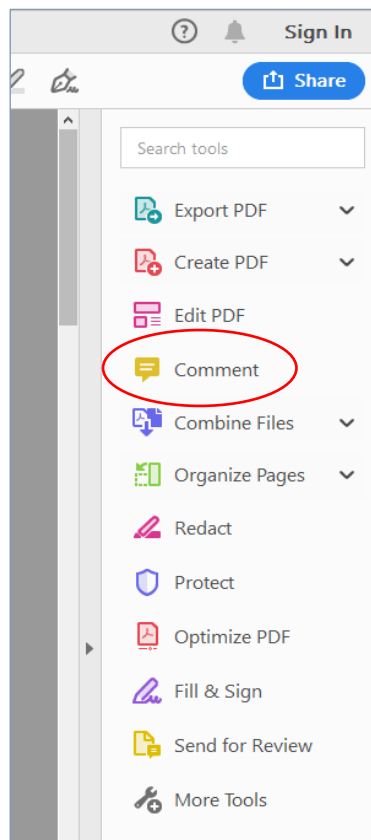 Sign In
Share
Search tools
Export PDF
Create PDF
Edit PDF
Comment
Combine Files
Organize Pages
Redact
Protect
Optimize PDF
Fill & Sign
Send for Review
More Tools